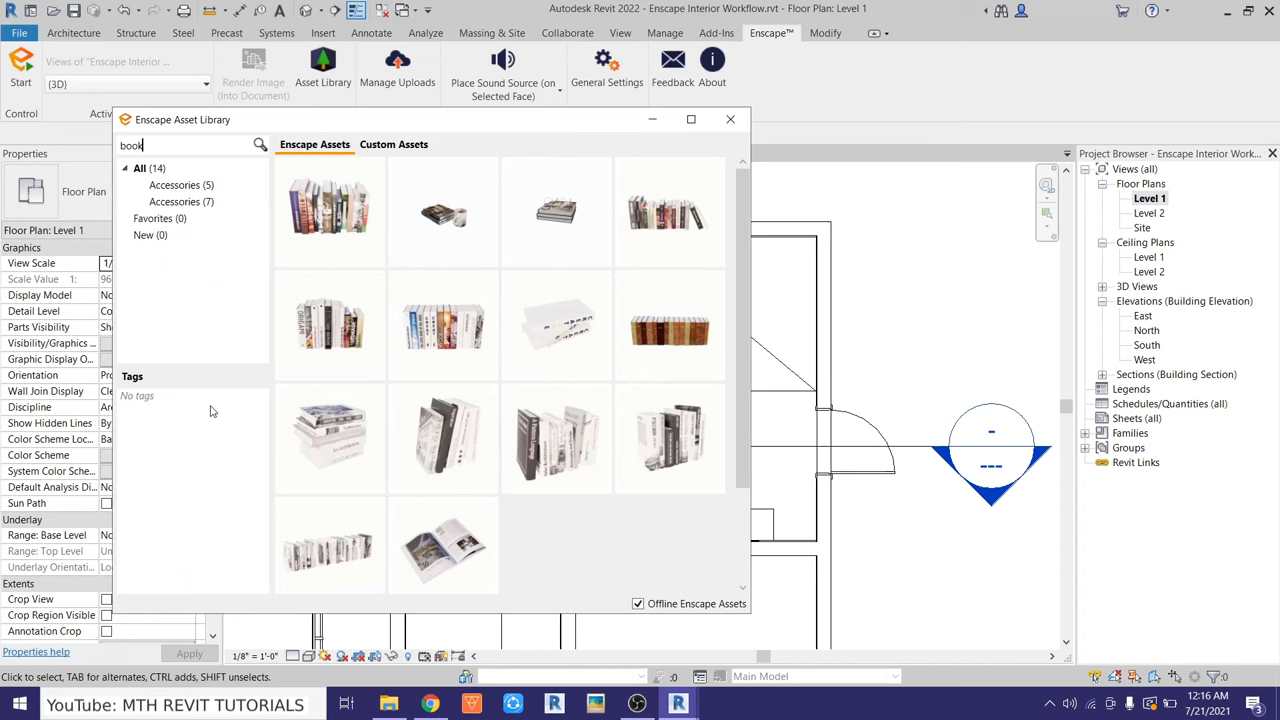 Autodesk Revit 2022 - Enscape Interior Workflow.rvt - Floor Plan: Level 1
File Architecture Structure Steel Precast Systems Insert Annotate Analyze Massing & Site Collaborate View Manage Add-Ins Enscape™ Modify
Views of "Enscape Interior
{3D}
Start
Render Image
(Into Document)
Asset Library
Manage Uploads
Place Sound Source (on
Selected Face)
General Settings
Feedback
About
Control
Enscape Asset Library
book
Enscape Assets Custom Assets
All (14)
Accessories (5)
Accessories (7)
Favorites (0)
New (0)
Tags
No tags
Offline Enscape Assets
Properties
Floor Plan
Floor Plan: Level 1
Graphics
View Scale
Scale Value 1: 96
Display Model
Detail Level
Parts Visibility
Visibility/Graphics
Graphic Display O
Orientation
Wall Join Display
Discipline
Show Hidden Lines
Color Scheme Loc
Color Scheme
System Color Sche
Default Analysis Di
Sun Path
Underlay
Range: Base Level
Range: Top Level
Underlay Orientati
Extents
Crop View
Crop Region Visible
Annotation Crop
Properties help
Apply
Project Browser - Enscape Interior Wok...
Views (all)
Floor Plans
Level 1
Level 2
Site
Ceiling Plans
Level 1
Level 2
3D Views
Elevations (Building Elevation)
East
North
South
West
Sections (Building Section)
Legends
Schedules/Quantities (all)
Sheets (all)
Families
Groups
Revit Links
-
---
1/8" = 1'-0"
Click to select, TAB for alternates, CTRL adds, SHIFT unselects.
:0
Main Model
:0
YouTube: MTH REVIT TUTORIALS
12:16 AM
7/21/2021